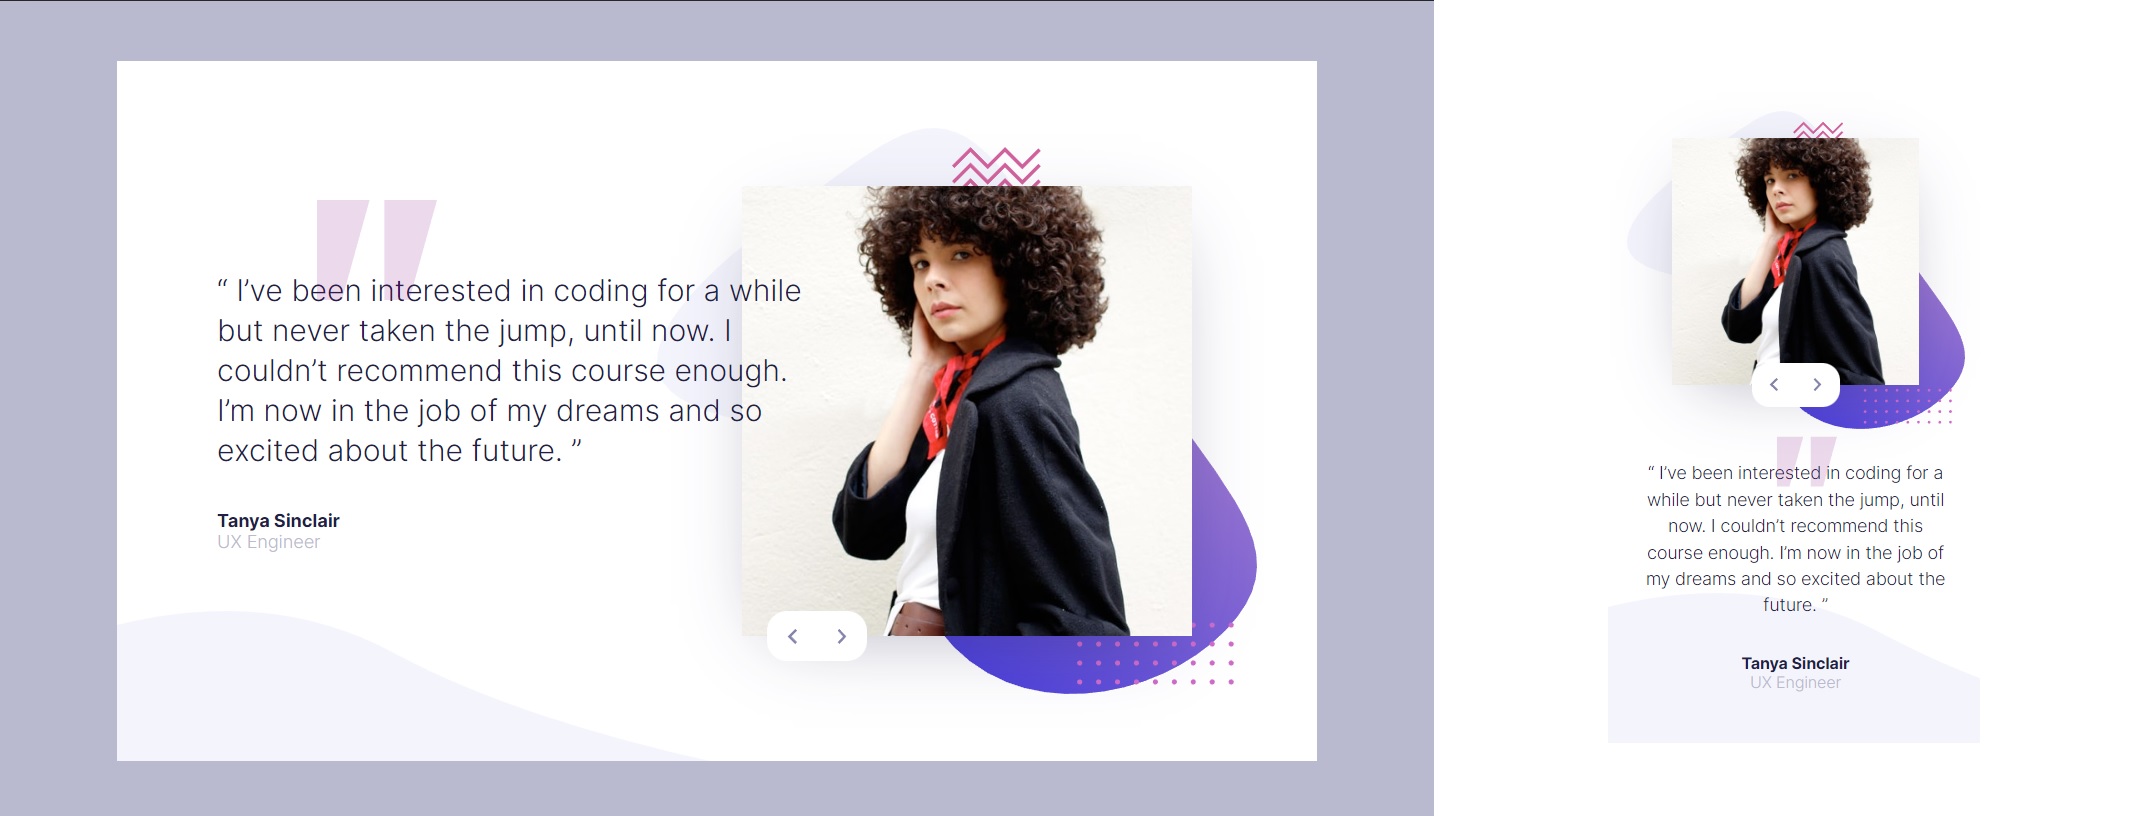 “ I’ve been interested in coding for a while
but never taken the jump, until now. I
couldn’t recommend this course enough.
I’m now in the job of my dreams and so
excited about the future. ”
Tanya Sinclair
UX Engineer
“ I’ve been interested in coding for a
while but never taken the jump, until
now. I couldn’t recommend this
course enough. I’m now in the job of
my dreams and so excited about the
future. ”
Tanya Sinclair
UX Engineer